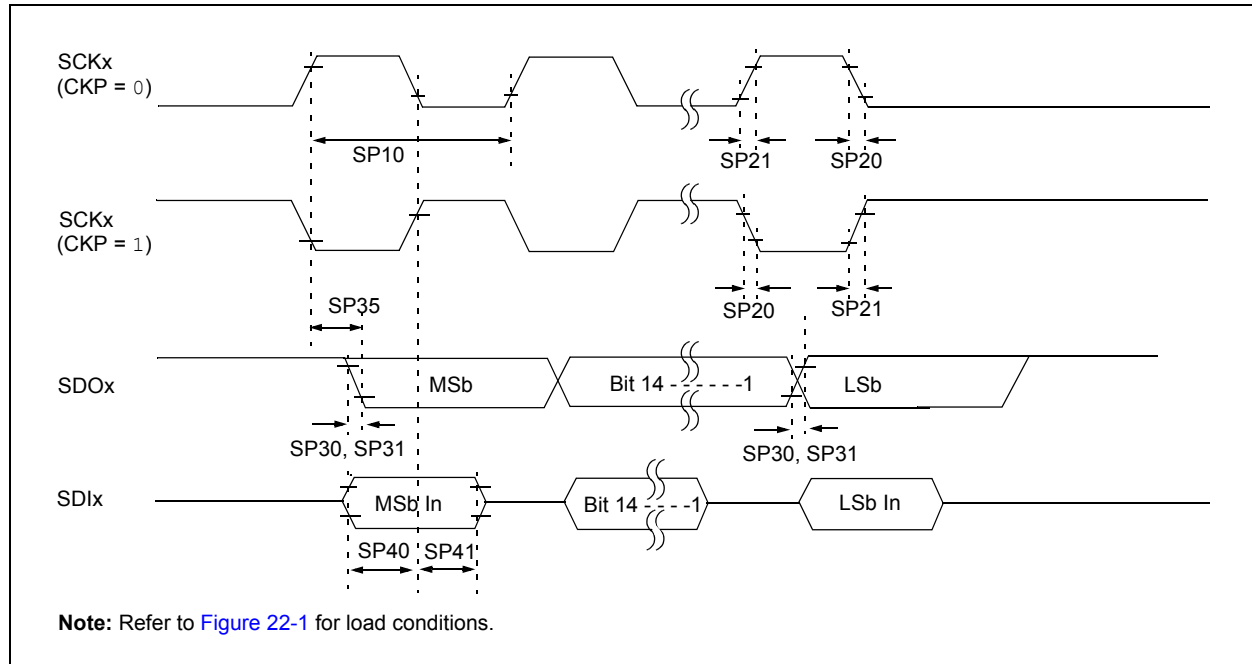 SCKx
(CKP = 0)
SP10
SP21
SP20
SCKx
(CKP = 1)
SP35
SP20
SP21
SDOx
MSb
Bit 14 - - - - - -1
LSb
SP30, SP31
SP30, SP31
SDIx
MSb In
Bit 14 - - - -1
LSb In
SP40
SP41
Note: Refer to Figure 22-1 for load conditions.